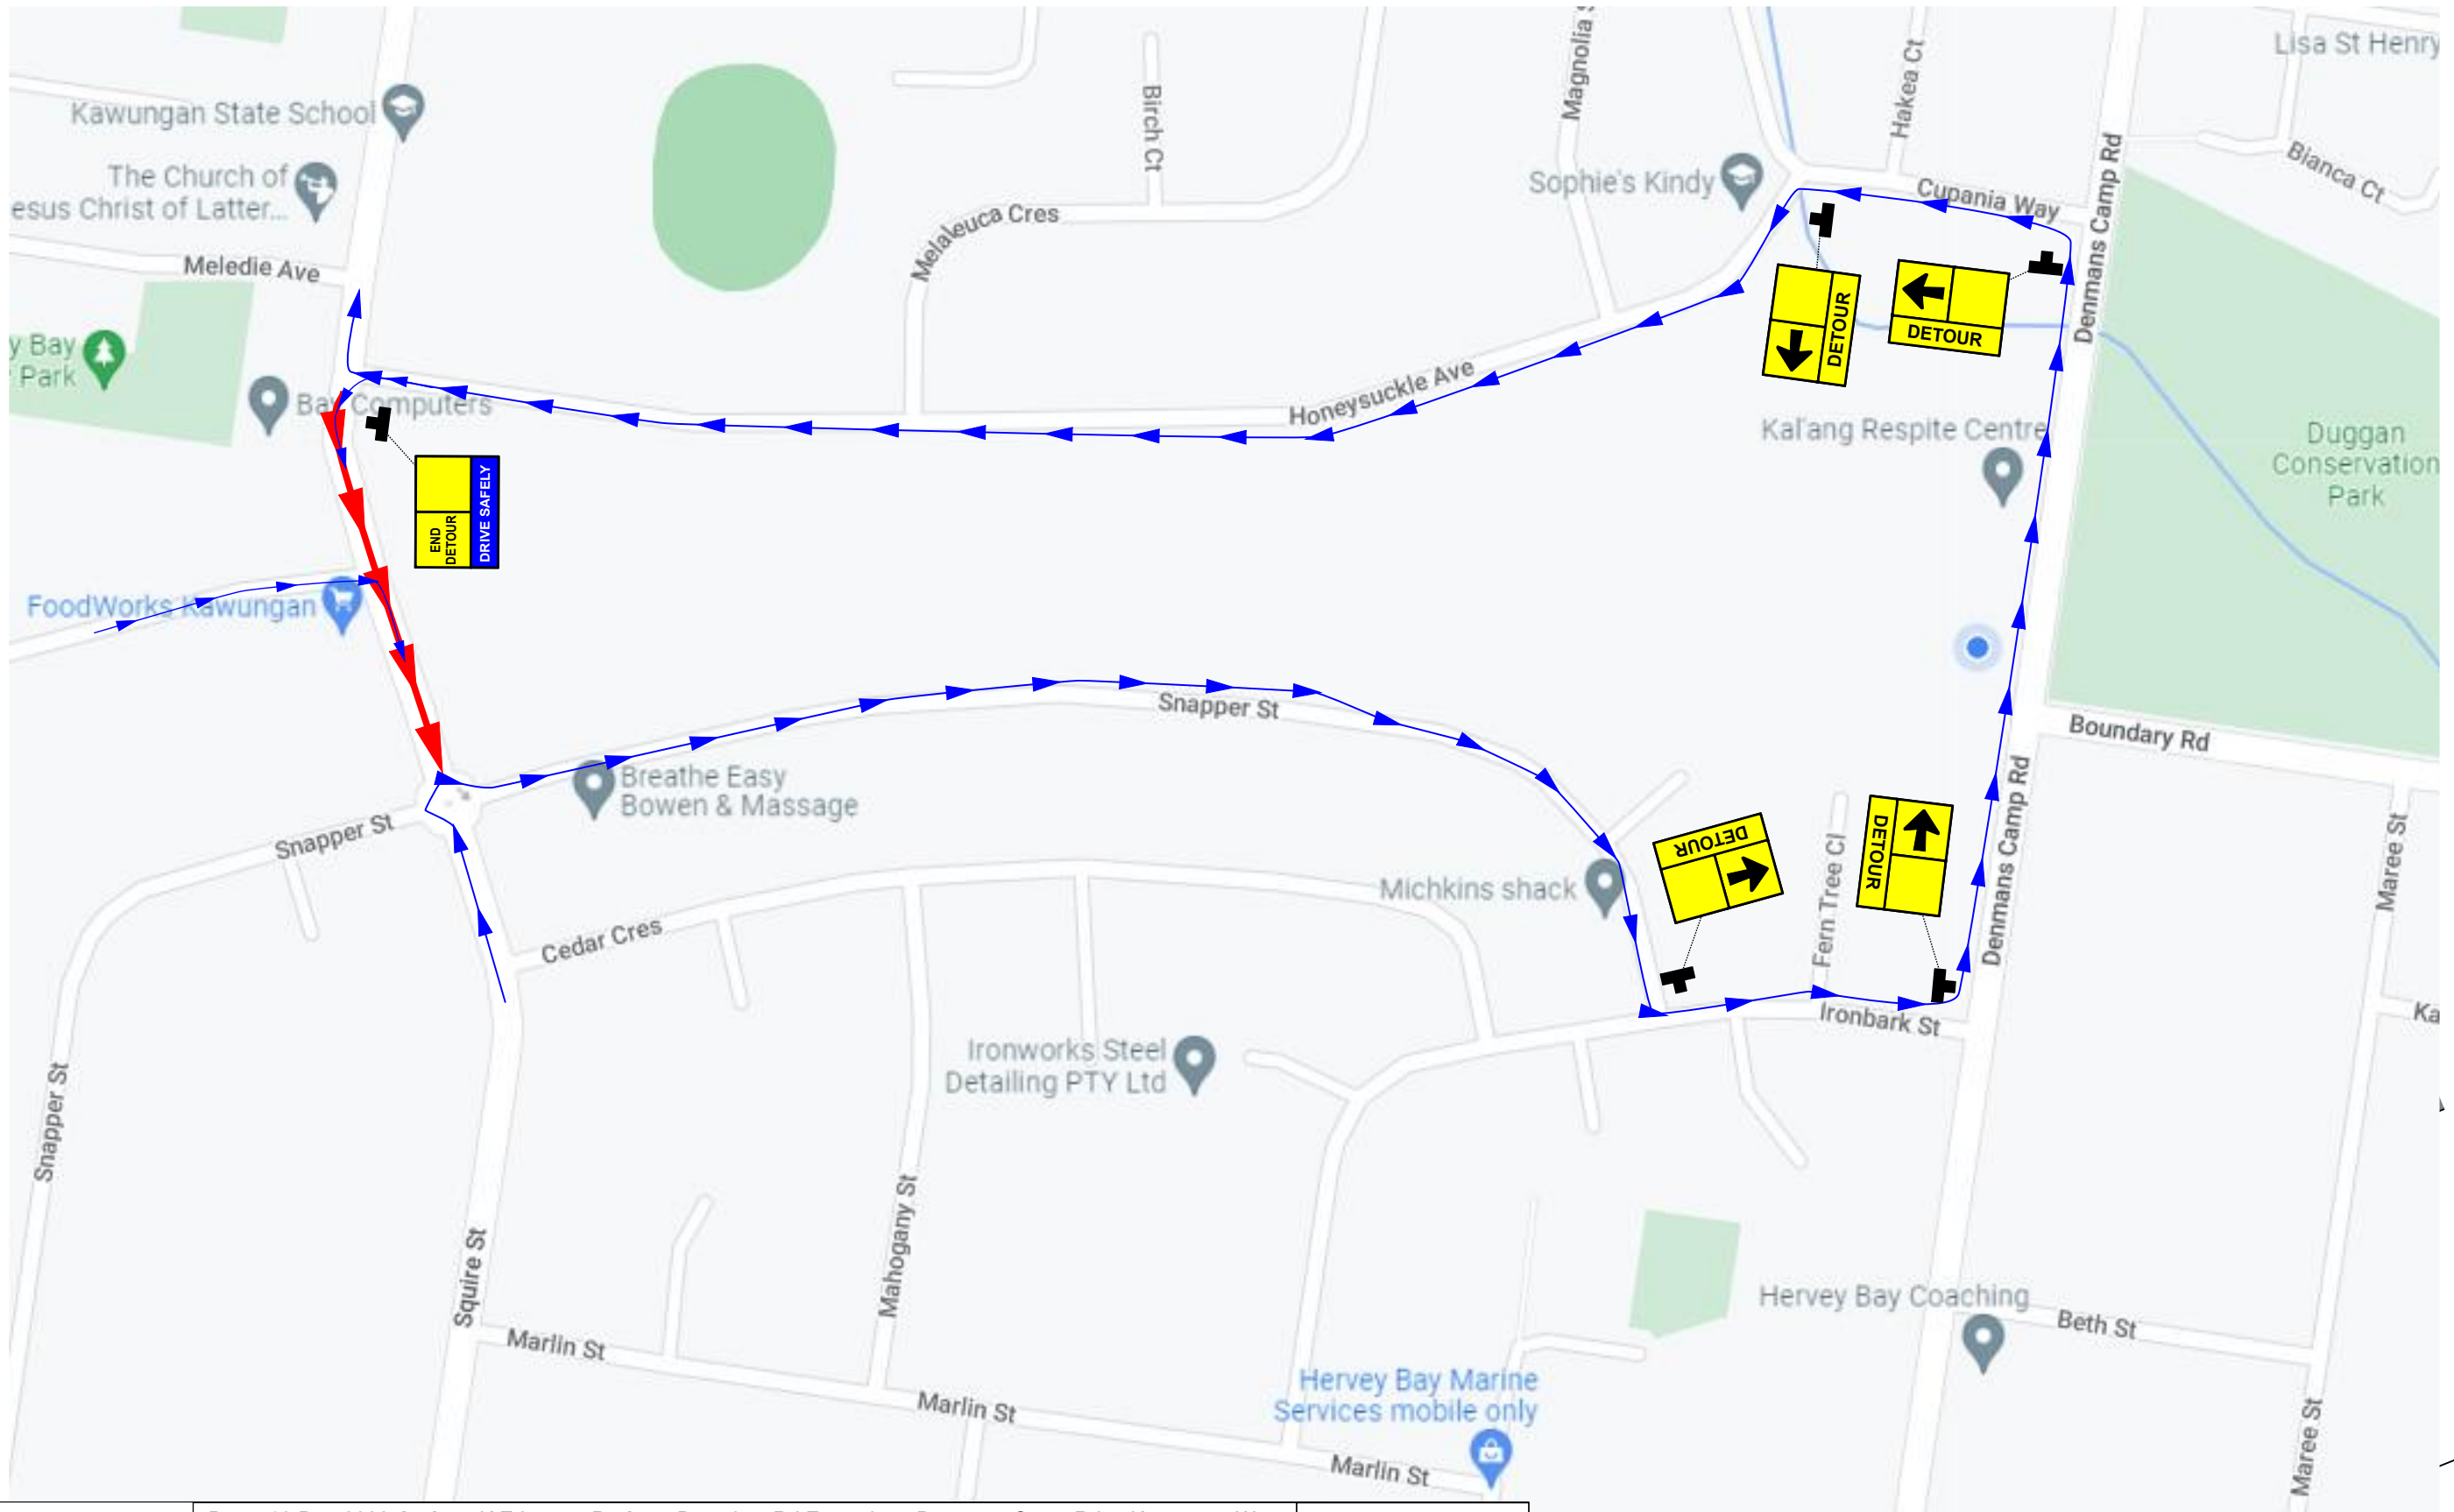 Lisa St Henry
Kawungan State School
Birch Ct
Magnolia S
Hakea Ct
Denmans Camp Rd
Bianca Ct
The Church of
esus Christ of Latter...
Sophie's Kindy
Cupania Way
Melaleuca Cres
Meledie Ave
y Bay
Park
Bay Computers
Honeysuckle Ave
DETOUR
DETOUR
END
DETOUR
DRIVE SAFELY
Kal'ang Respite Centre
Duggan
Conservation
Park
FoodWorks Kawungan
Snapper St
Boundary Rd
Breathe Easy
Bowen & Massage
Snapper St
DETOUR
DETOUR
Denmans Camp Rd
Maree St
Michkins shack
Fern Tree Cl
Cedar Cres
Ironbark St
Ka
Ironworks Steel
Detailing PTY Ltd
Snapper St
Squire St
Mahogany St
Hervey Bay Coaching
Beth St
Marlin St
Hervey Bay Marine
Services mobile only
Marlin St
Marlin St
Maree St